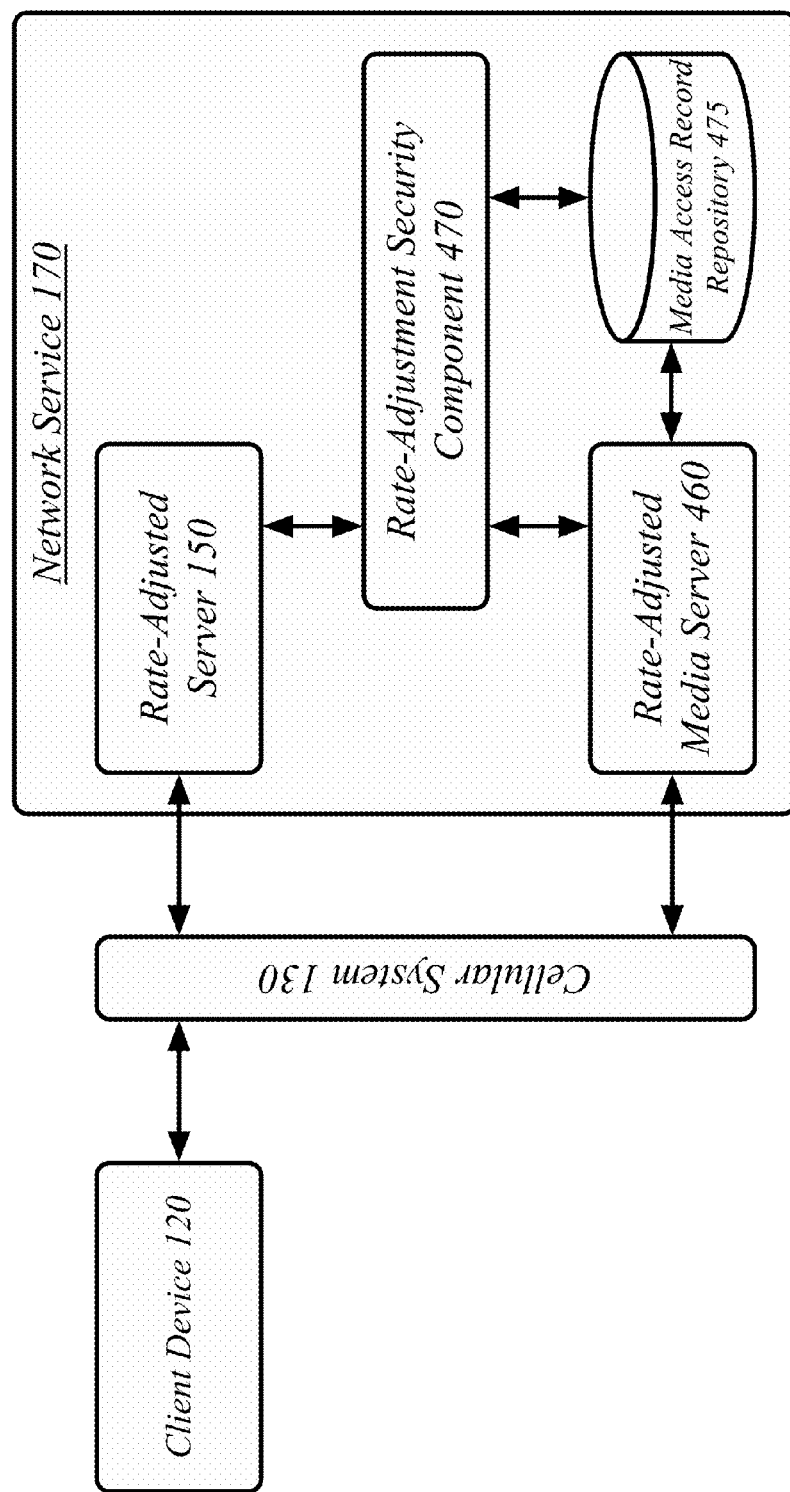 Network Service 170
Client Device 120
Cellular System 130
Rate-Adjusted
Server 150
Rate-Adjustment Security
Component 470
Rate-Adjusted
Media Server 460
Media Access Record
Repository 475